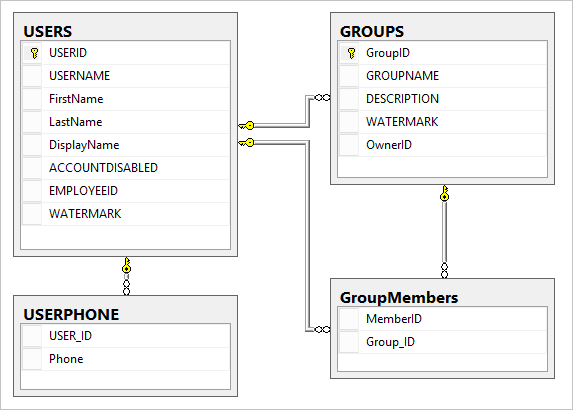 USERS
USERID
USERNAME
FirstName
LastName
DisplayName
ACCOUNTDISABLED
EMPLOYEEID
WATERMARK
GROUPS
GroupID
GROUPNAME
DESCRIPTION
WATERMARK
OwnerID
USERPHONE
USER_ID
Phone
GroupMembers
MemberID
Group_ID